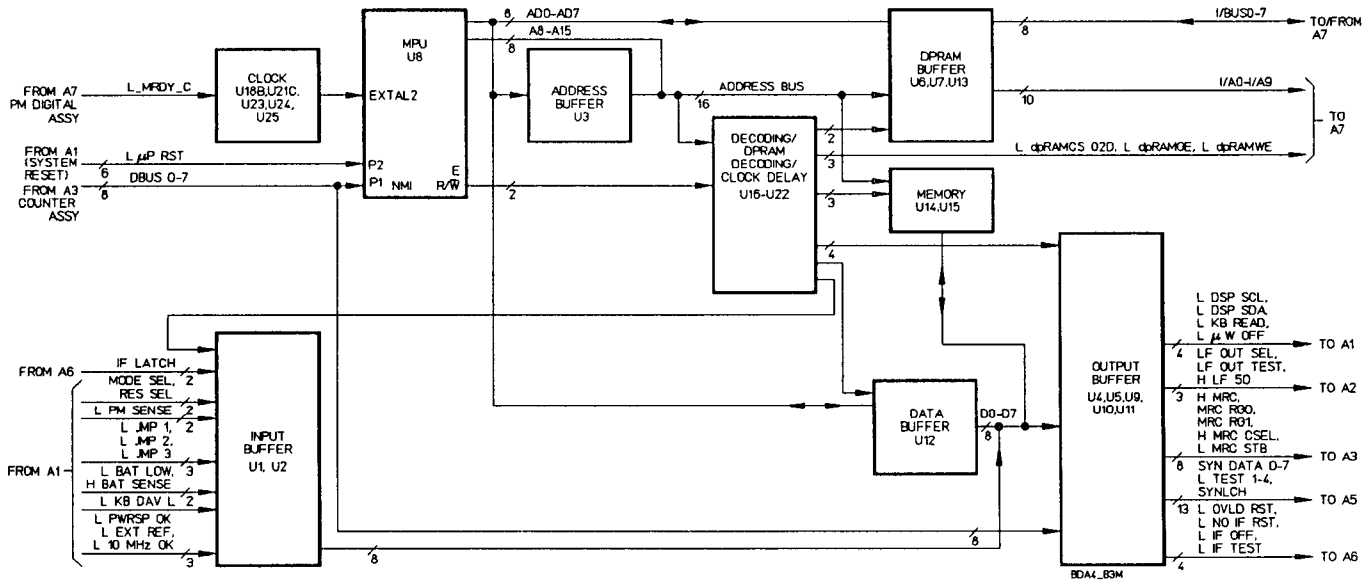 8 AD0-AD7
I/BUS0-7
A8-A15
8
8
TO/FROM
A7
MPU
U8
DPRAM
BUFFER
U6,U7,U13
FROM A7
PM DIGITAL
ASSY
L_MRDY_C
CLOCK
U18B,U21C,
U23,U24,
U25
EXTAL2
ADDRESS
BUFFER
U3
ADDRESS BUS
16
I/A0-I/A9
10
TO
A7
FROM A1
(SYSTEM
RESET)
L μP RST
6
P2
DECODING/
DPRAM
DECODING/
CLOCK DELAY
U16-U22
2
L dpRAMCS 02D, L dpRAMOE, L dpRAMWE
3
FROM A3
COUNTER
ASSY
DBUS 0-7
8
P1 NMI
E
R/W̅
2
3
MEMORY
U14,U15
4
L DSP SCL,
L DSP SDA,
L KB READ,
L μW OFF
4
TO A1
FROM A6
IF LATCH
2
MODE SEL,
RES SEL
2
L PM SENSE
2
L JMP 1,
L JMP 2,
L JMP 3
3
FROM A1
L BAT LOW,
H BAT SENSE
2
L KB DAV L
L PWRSP OK
L EXT REF,
L 10 MHz OK
3
INPUT
BUFFER
U1, U2
8
DATA
BUFFER
U12
D0-D7
8
8
OUTPUT
BUFFER
U4,U5,U9,
U10,U11
LF OUT SEL,
LF OUT TEST,
H LF 50
3
TO A2
H MRC,
MRC RG0,
MRC RG1,
H MRC CSEL,
L MRC STB
8
TO A3
SYN DATA 0-7
L TEST 1-4,
SYNLCH
13
TO A5
L OVLD RST,
L NO IF RST,
L IF OFF,
L IF TEST
4
TO A6
BDA4_B3M